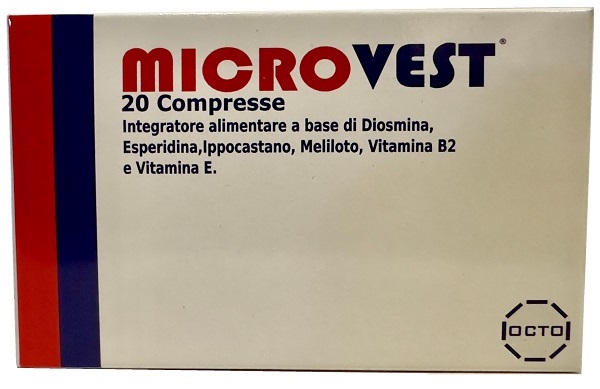 MICROVEST®
20 Compresse
Integratore alimentare a base di Diosmina,
Esperidina,Ippocastano, Meliloto, Vitamina B2
e Vitamina E.
OCTO